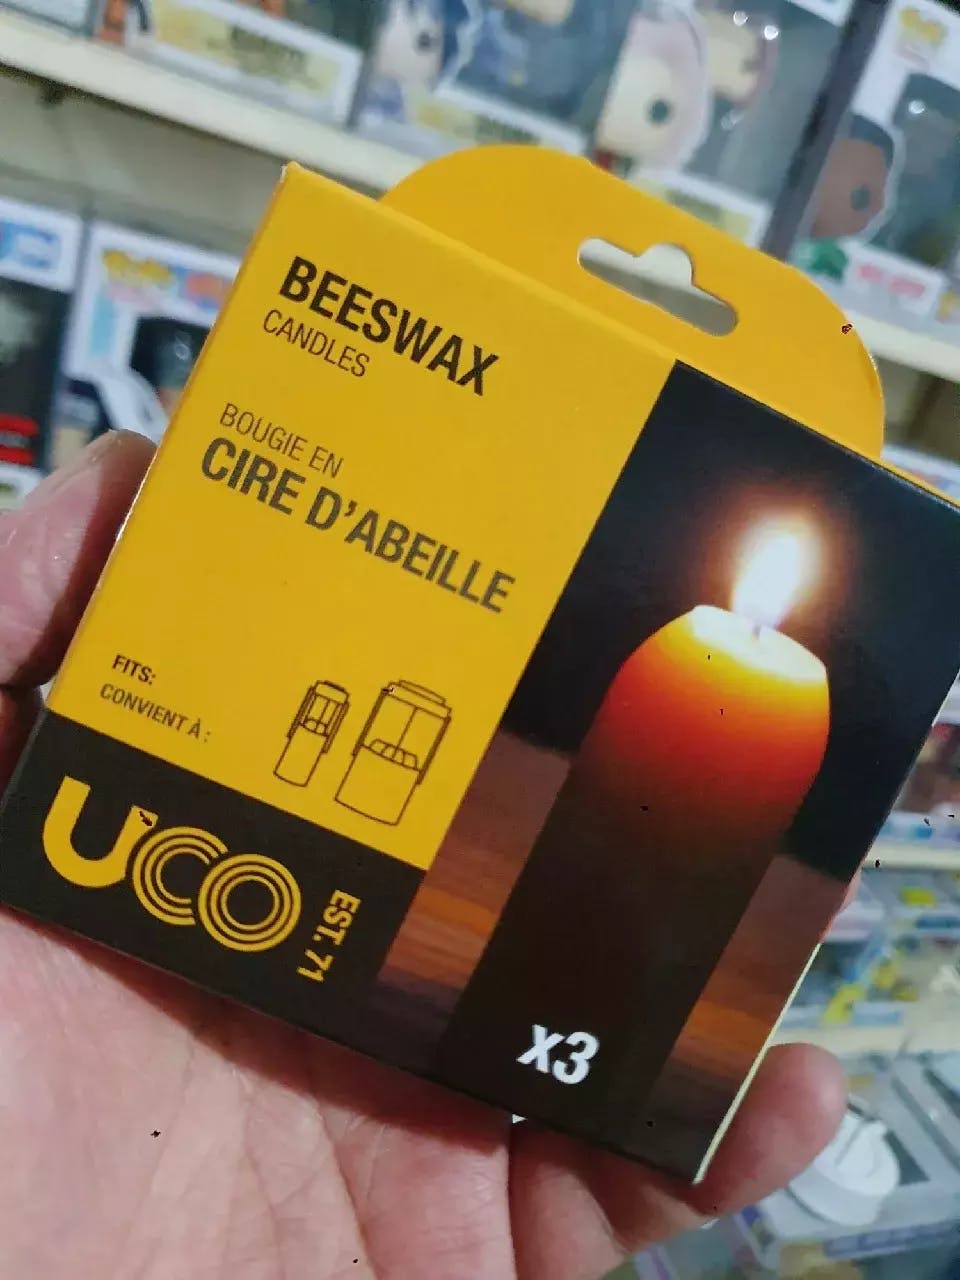 BEESWAX
CANDLES
BOUGIE EN
CIRE D'ABEILLE
FITS:
CONVIENT À :
UCO
EST. 71
x3